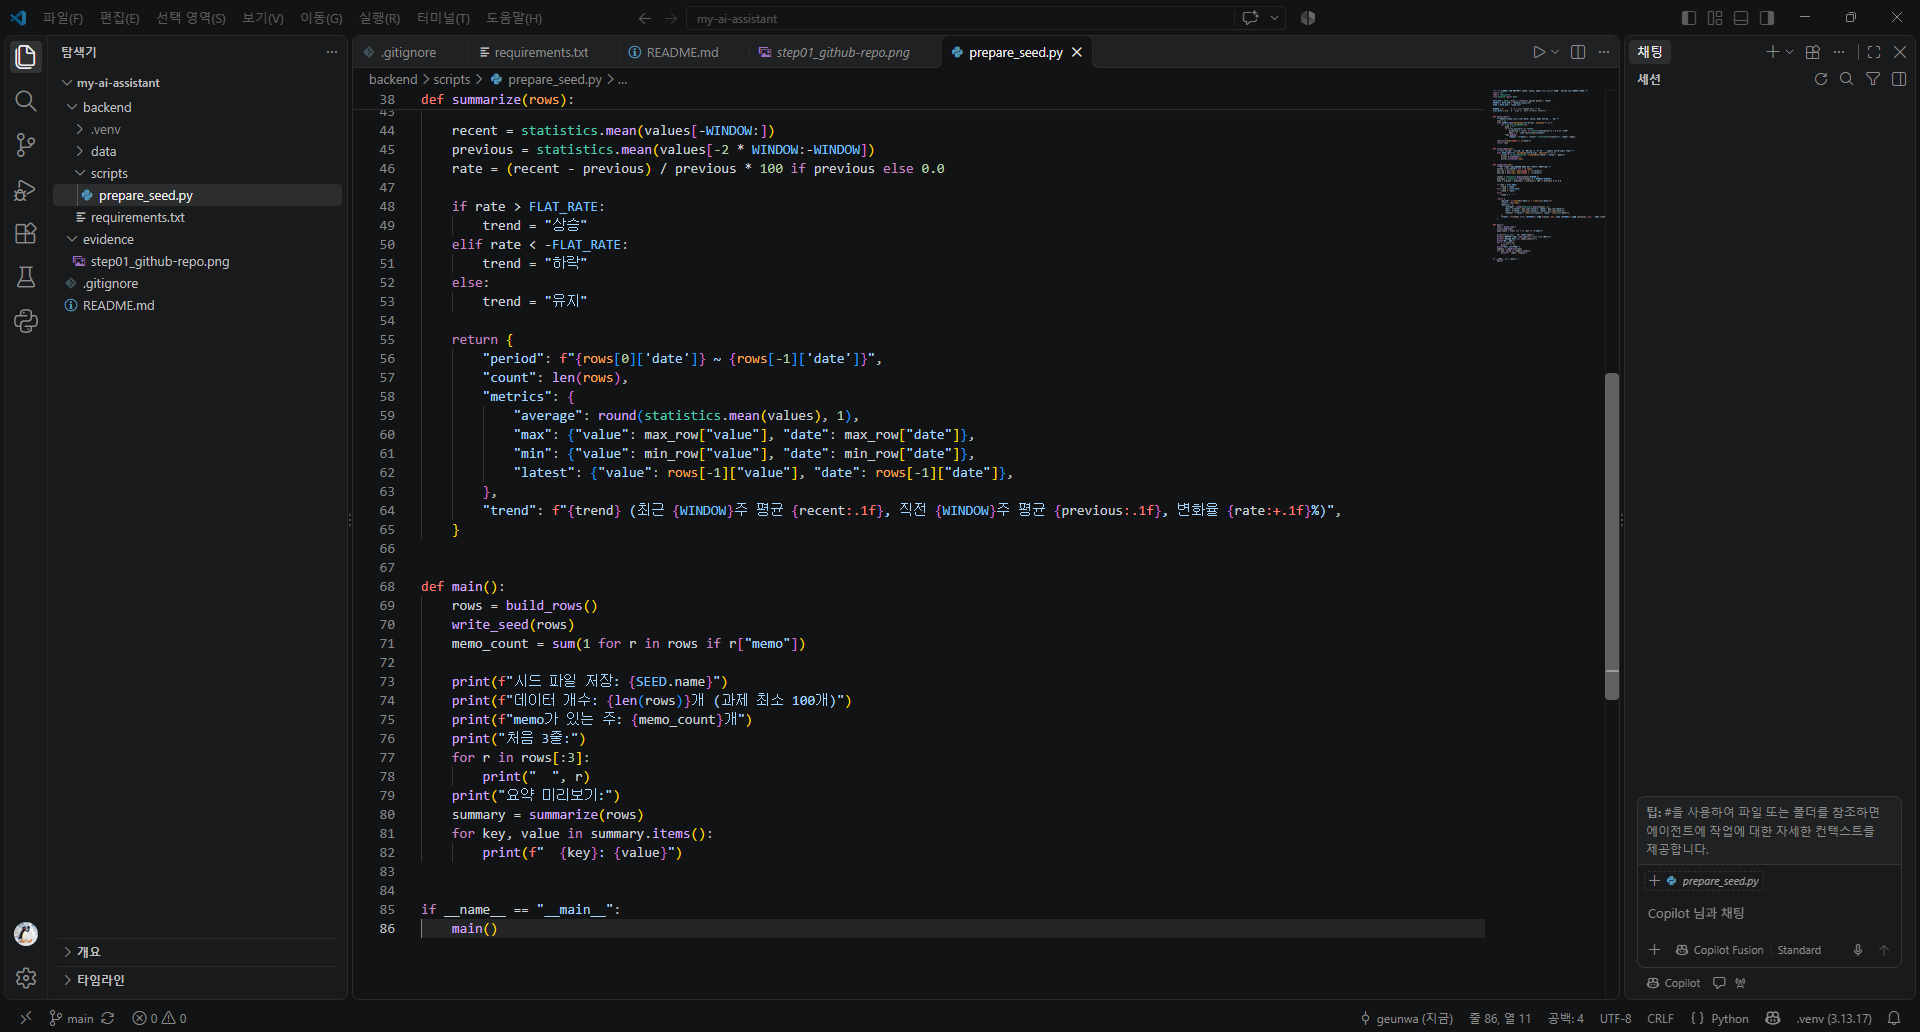 파일(F) 편집(E) 선택 영역(S) 보기(V) 이동(G) 실행(R) 터미널(T) 도움말(H)
my-ai-assistant
탐색기
my-ai-assistant
backend
.venv
data
scripts
prepare_seed.py
requirements.txt
evidence
step01_github-repo.png
.gitignore
README.md
개요
타임라인
.gitignore requirements.txt README.md step01_github-repo.png prepare_seed.py
backend > scripts > prepare_seed.py > ...
38 def summarize(rows):
43
44 recent = statistics.mean(values[-WINDOW:])
45 previous = statistics.mean(values[-2 * WINDOW:-WINDOW])
46 rate = (recent - previous) / previous * 100 if previous else 0.0
47
48 if rate > FLAT_RATE:
49 trend = "상승"
50 elif rate < -FLAT_RATE:
51 trend = "하락"
52 else:
53 trend = "유지"
54
55 return {
56 "period": f"{rows[0]['date']} ~ {rows[-1]['date']}",
57 "count": len(rows),
58 "metrics": {
59 "average": round(statistics.mean(values), 1),
60 "max": {"value": max_row["value"], "date": max_row["date"]},
61 "min": {"value": min_row["value"], "date": min_row["date"]},
62 "latest": {"value": rows[-1]["value"], "date": rows[-1]["date"]},
63 },
64 "trend": f"{trend} (최근 {WINDOW}주 평균 {recent:.1f}, 직전 {WINDOW}주 평균 {previous:.1f}, 변화율 {rate:+.1f}%)",
65 }
66
67
68 def main():
69 rows = build_rows()
70 write_seed(rows)
71 memo_count = sum(1 for r in rows if r["memo"])
72
73 print(f"시드 파일 저장: {SEED.name}")
74 print(f"데이터 개수: {len(rows)}개 (과제 최소 100개)")
75 print(f"memo가 있는 주: {memo_count}개")
76 print("처음 3줄:")
77 for r in rows[:3]:
78 print("  ", r)
79 print("요약 미리보기:")
80 summary = summarize(rows)
81 for key, value in summary.items():
82 print(f"  {key}: {value}")
83
84
85 if __name__ == "__main__":
86 main()
채팅
세션
팁: #을 사용하여 파일 또는 폴더를 참조하면
에이전트에 작업에 대한 자세한 컨텍스트를
제공합니다.
prepare_seed.py
Copilot 님과 채팅
Copilot Fusion Standard
Copilot
main 0 0 geunwa (지금) 줄 86, 열 11 공백: 4 UTF-8 CRLF { } Python .venv (3.13.17)